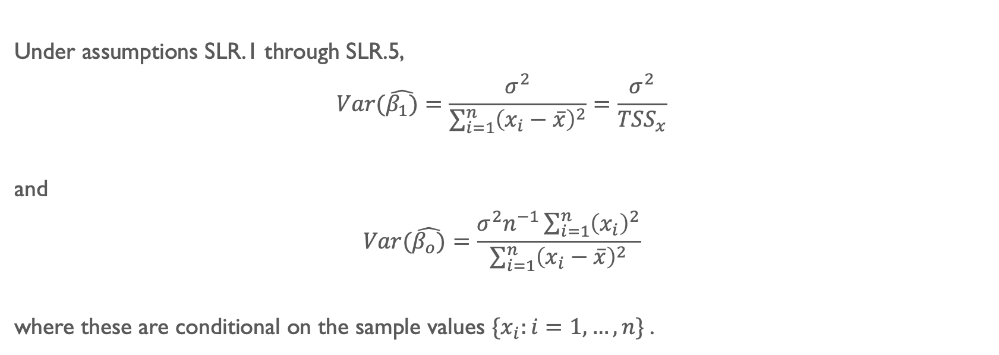 Under assumptions SLR.1 through SLR.5,
$Var(\widehat{\beta_1}) = \frac{\sigma^2}{\sum_{i=1}^{n}(x_i - \bar{x})^2} = \frac{\sigma^2}{TSS_x}$
and
$Var(\widehat{\beta_o}) = \frac{\sigma^2 n^{-1} \sum_{i=1}^{n}(x_i)^2}{\sum_{i=1}^{n}(x_i - \bar{x})^2}$
where these are conditional on the sample values $\{x_i : i = 1, \ldots, n\}$ .